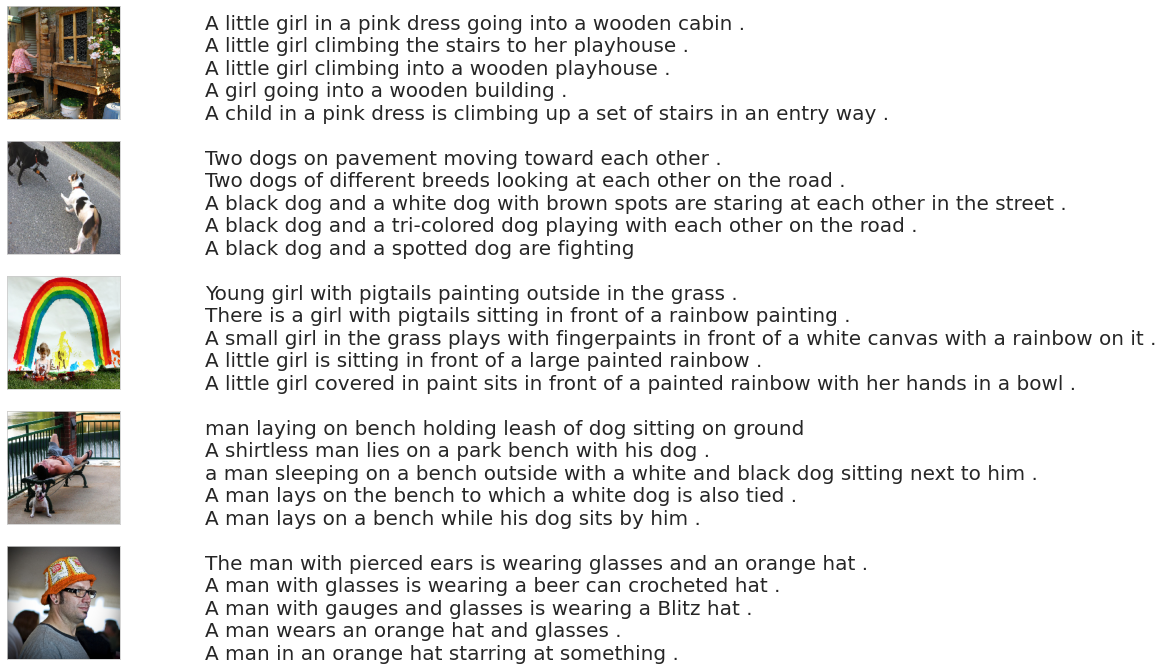 A little girl in a pink dress going into a wooden cabin .
A little girl climbing the stairs to her playhouse .
A little girl climbing into a wooden playhouse .
A girl going into a wooden building .
A child in a pink dress is climbing up a set of stairs in an entry way .
Two dogs on pavement moving toward each other .
Two dogs of different breeds looking at each other on the road .
A black dog and a white dog with brown spots are staring at each other in the street .
A black dog and a tri-colored dog playing with each other on the road .
A black dog and a spotted dog are fighting
Young girl with pigtails painting outside in the grass .
There is a girl with pigtails sitting in front of a rainbow painting .
A small girl in the grass plays with fingerpaints in front of a white canvas with a rainbow on it .
A little girl is sitting in front of a large painted rainbow .
A little girl covered in paint sits in front of a painted rainbow with her hands in a bowl .
man laying on bench holding leash of dog sitting on ground
A shirtless man lies on a park bench with his dog .
a man sleeping on a bench outside with a white and black dog sitting next to him .
A man lays on the bench to which a white dog is also tied .
A man lays on a bench while his dog sits by him .
The man with pierced ears is wearing glasses and an orange hat .
A man with glasses is wearing a beer can crocheted hat .
A man with gauges and glasses is wearing a Blitz hat .
A man wears an orange hat and glasses .
A man in an orange hat starring at something .